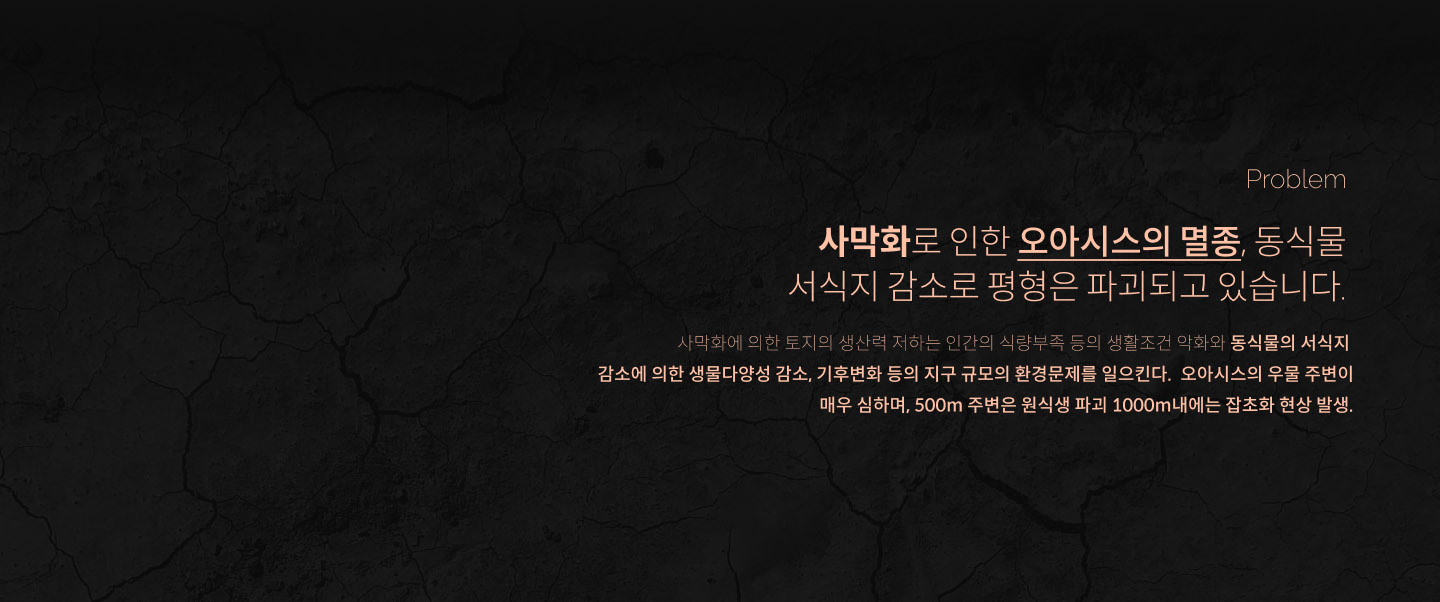 Problem
사막화로 인한 오아시스의 멸종, 동식물
서식지 감소로 평형은 파괴되고 있습니다.
사막화에 의한 토지의 생산력 저하는 인간의 식량부족 등의 생활조건 악화와 동식물의 서식지
감소에 의한 생물다양성 감소, 기후변화 등의 지구 규모의 환경문제를 일으킨다. 오아시스의 우물 주변이
매우 심하며, 500m 주변은 원식생 파괴 1000m내에는 잡초화 현상 발생.